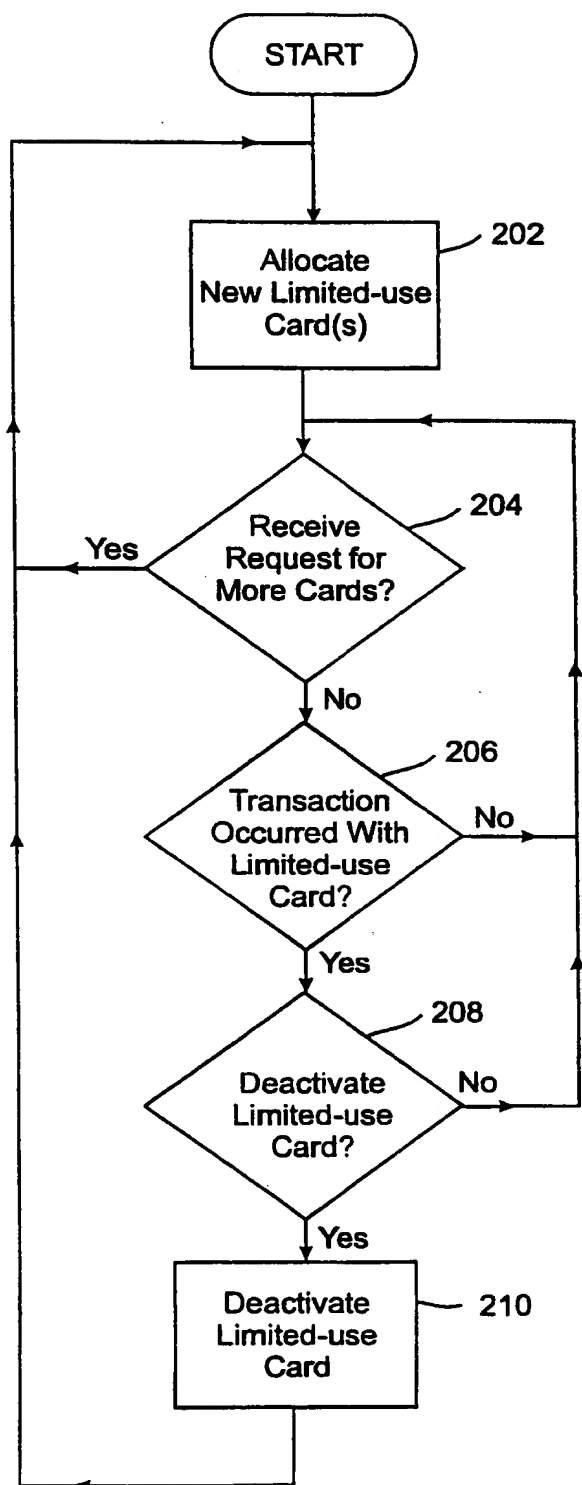 START
202
Allocate
New Limited-use
Card(s)
204
Receive
Request for
More Cards?
Yes
No
206
Transaction
Occurred With
Limited-use
Card?
No
Yes
208
Deactivate
Limited-use
Card?
No
Yes
Deactivate
Limited-use
Card
210